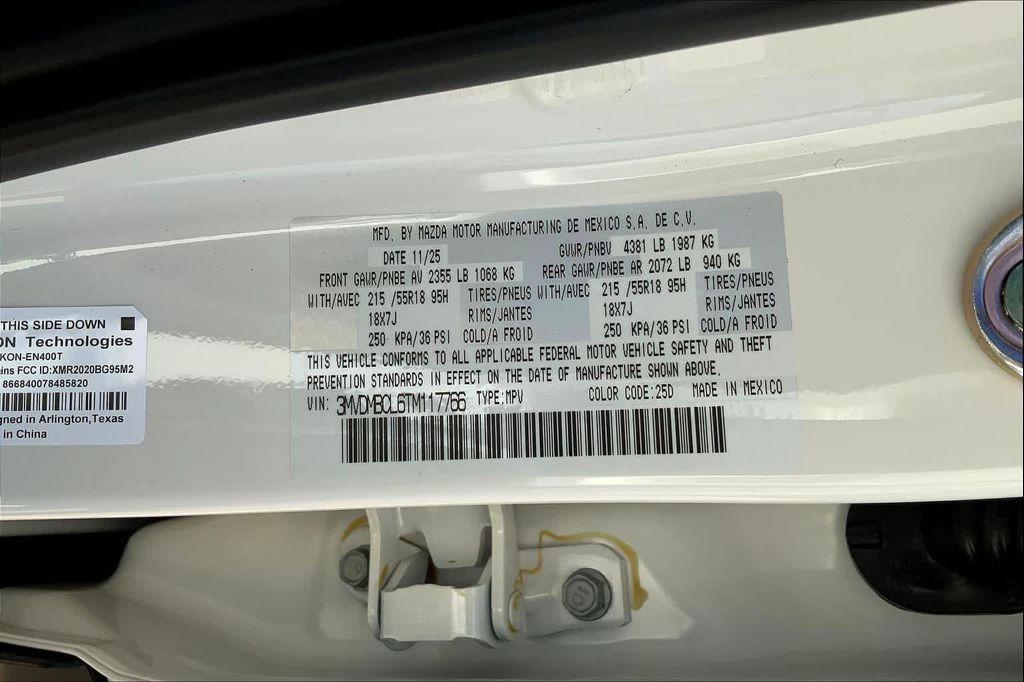 THIS SIDE DOWN
ON Technologies
KON-EN400T
ains FCC ID:XMR2020BG95M2
866840078485820
gned in Arlington,Texas
in China
MFD. BY MAZDA MOTOR MANUFACTURING DE MEXICO S.A. DE C.V.
DATE 11/25 GVWR/PNBV 4381 LB 1987 KG
FRONT GAWR/PNBE AV 2355 LB 1068 KG REAR GAWR/PNBE AR 2072 LB 940 KG
WITH/AVEC 215 /55R18 95H TIRES/PNEUS WITH/AVEC 215 /55R18 95H TIRES/PNEUS
18X7J RIMS/JANTES 18X7J RIMS/JANTES
250 KPA/36 PSI COLD/A FROID 250 KPA/36 PSI COLD/A FROID
THIS VEHICLE CONFORMS TO ALL APPLICABLE FEDERAL MOTOR VEHICLE SAFETY AND THEFT
PREVENTION STANDARDS IN EFFECT ON THE DATE OF MANUFACTURE SHOWN ABOVE.
VIN: 3MVDMBCL6TM117766 TYPE:MPV COLOR CODE:25D MADE IN MEXICO